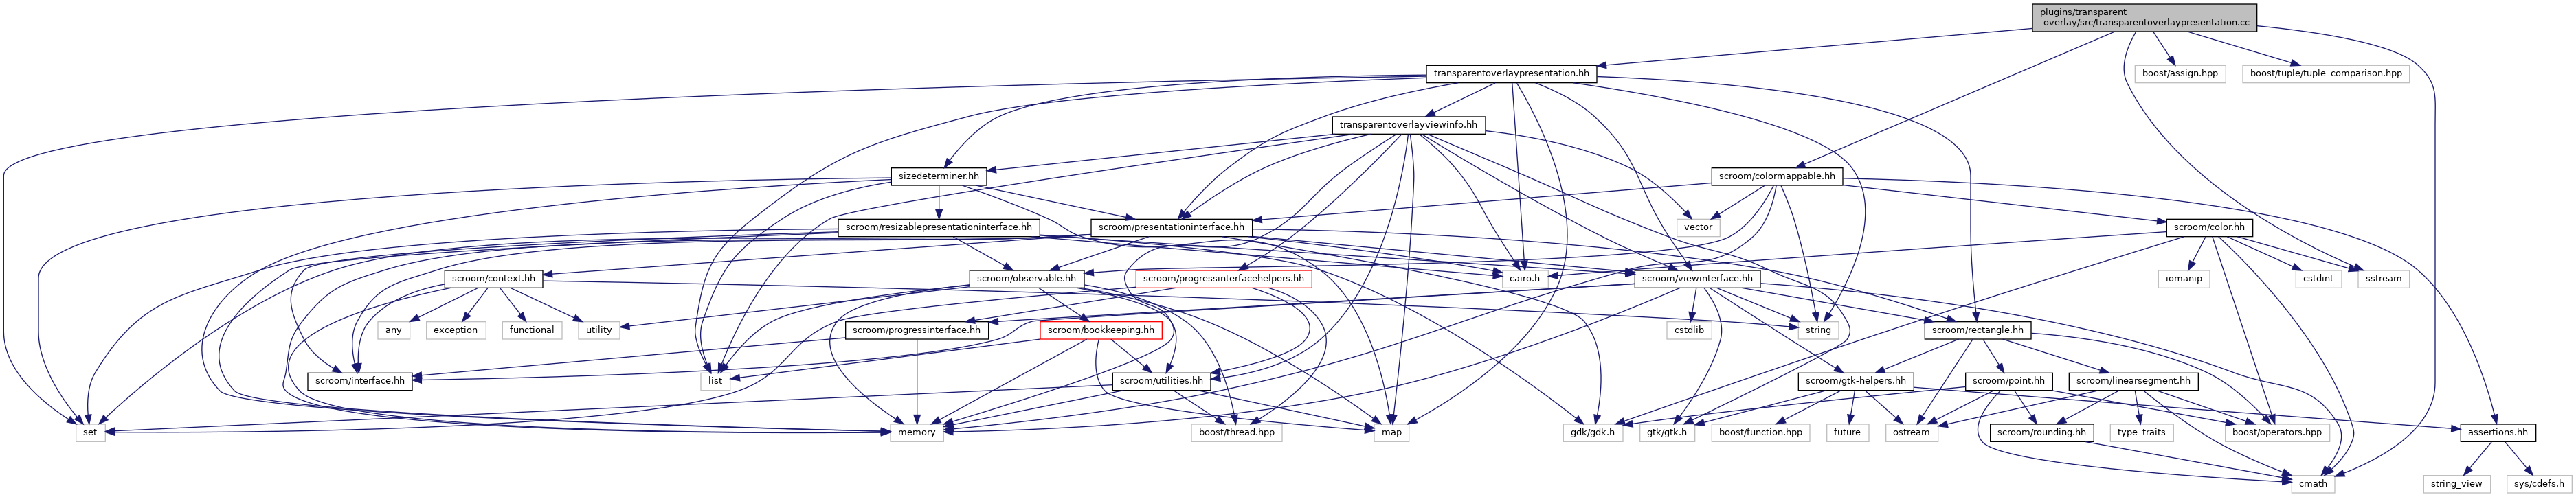 plugins/transparent
-overlay/src/transparentoverlaypresentation.cc
transparentoverlaypresentation.hh
boost/assign.hpp
boost/tuple/tuple_comparison.hpp
transparentoverlayviewinfo.hh
sizedeterminer.hh
scroom/colormappable.hh
scroom/resizablepresentationinterface.hh
scroom/presentationinterface.hh
vector
scroom/color.hh
scroom/context.hh
scroom/observable.hh
scroom/progressinterfacehelpers.hh
cairo.h
scroom/viewinterface.hh
iomanip
cstdint
sstream
any
exception
functional
utility
scroom/progressinterface.hh
scroom/bookkeeping.hh
cstdlib
string
scroom/rectangle.hh
scroom/interface.hh
list
scroom/utilities.hh
scroom/gtk-helpers.hh
scroom/point.hh
scroom/linearsegment.hh
set
memory
boost/thread.hpp
map
gdk/gdk.h
gtk/gtk.h
boost/function.hpp
future
ostream
scroom/rounding.hh
type_traits
boost/operators.hpp
assertions.hh
cmath
string_view
sys/cdefs.h